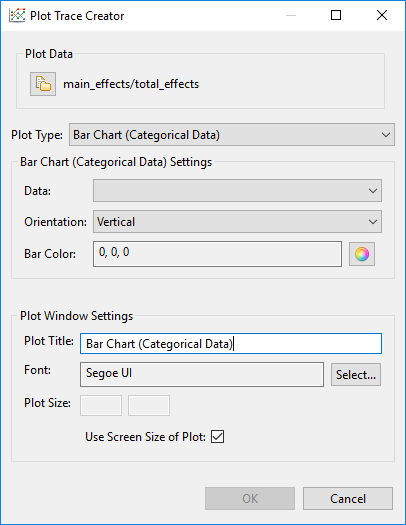 Plot Trace Creator
Plot Data
main_effects/total_effects
Plot Type: Bar Chart (Categorical Data)
Bar Chart (Categorical Data) Settings
Data:
Orientation: Vertical
Bar Color: 0, 0, 0
Plot Window Settings
Plot Title: Bar Chart (Categorical Data)
Font: Segoe UI Select...
Plot Size:
Use Screen Size of Plot:
OK Cancel